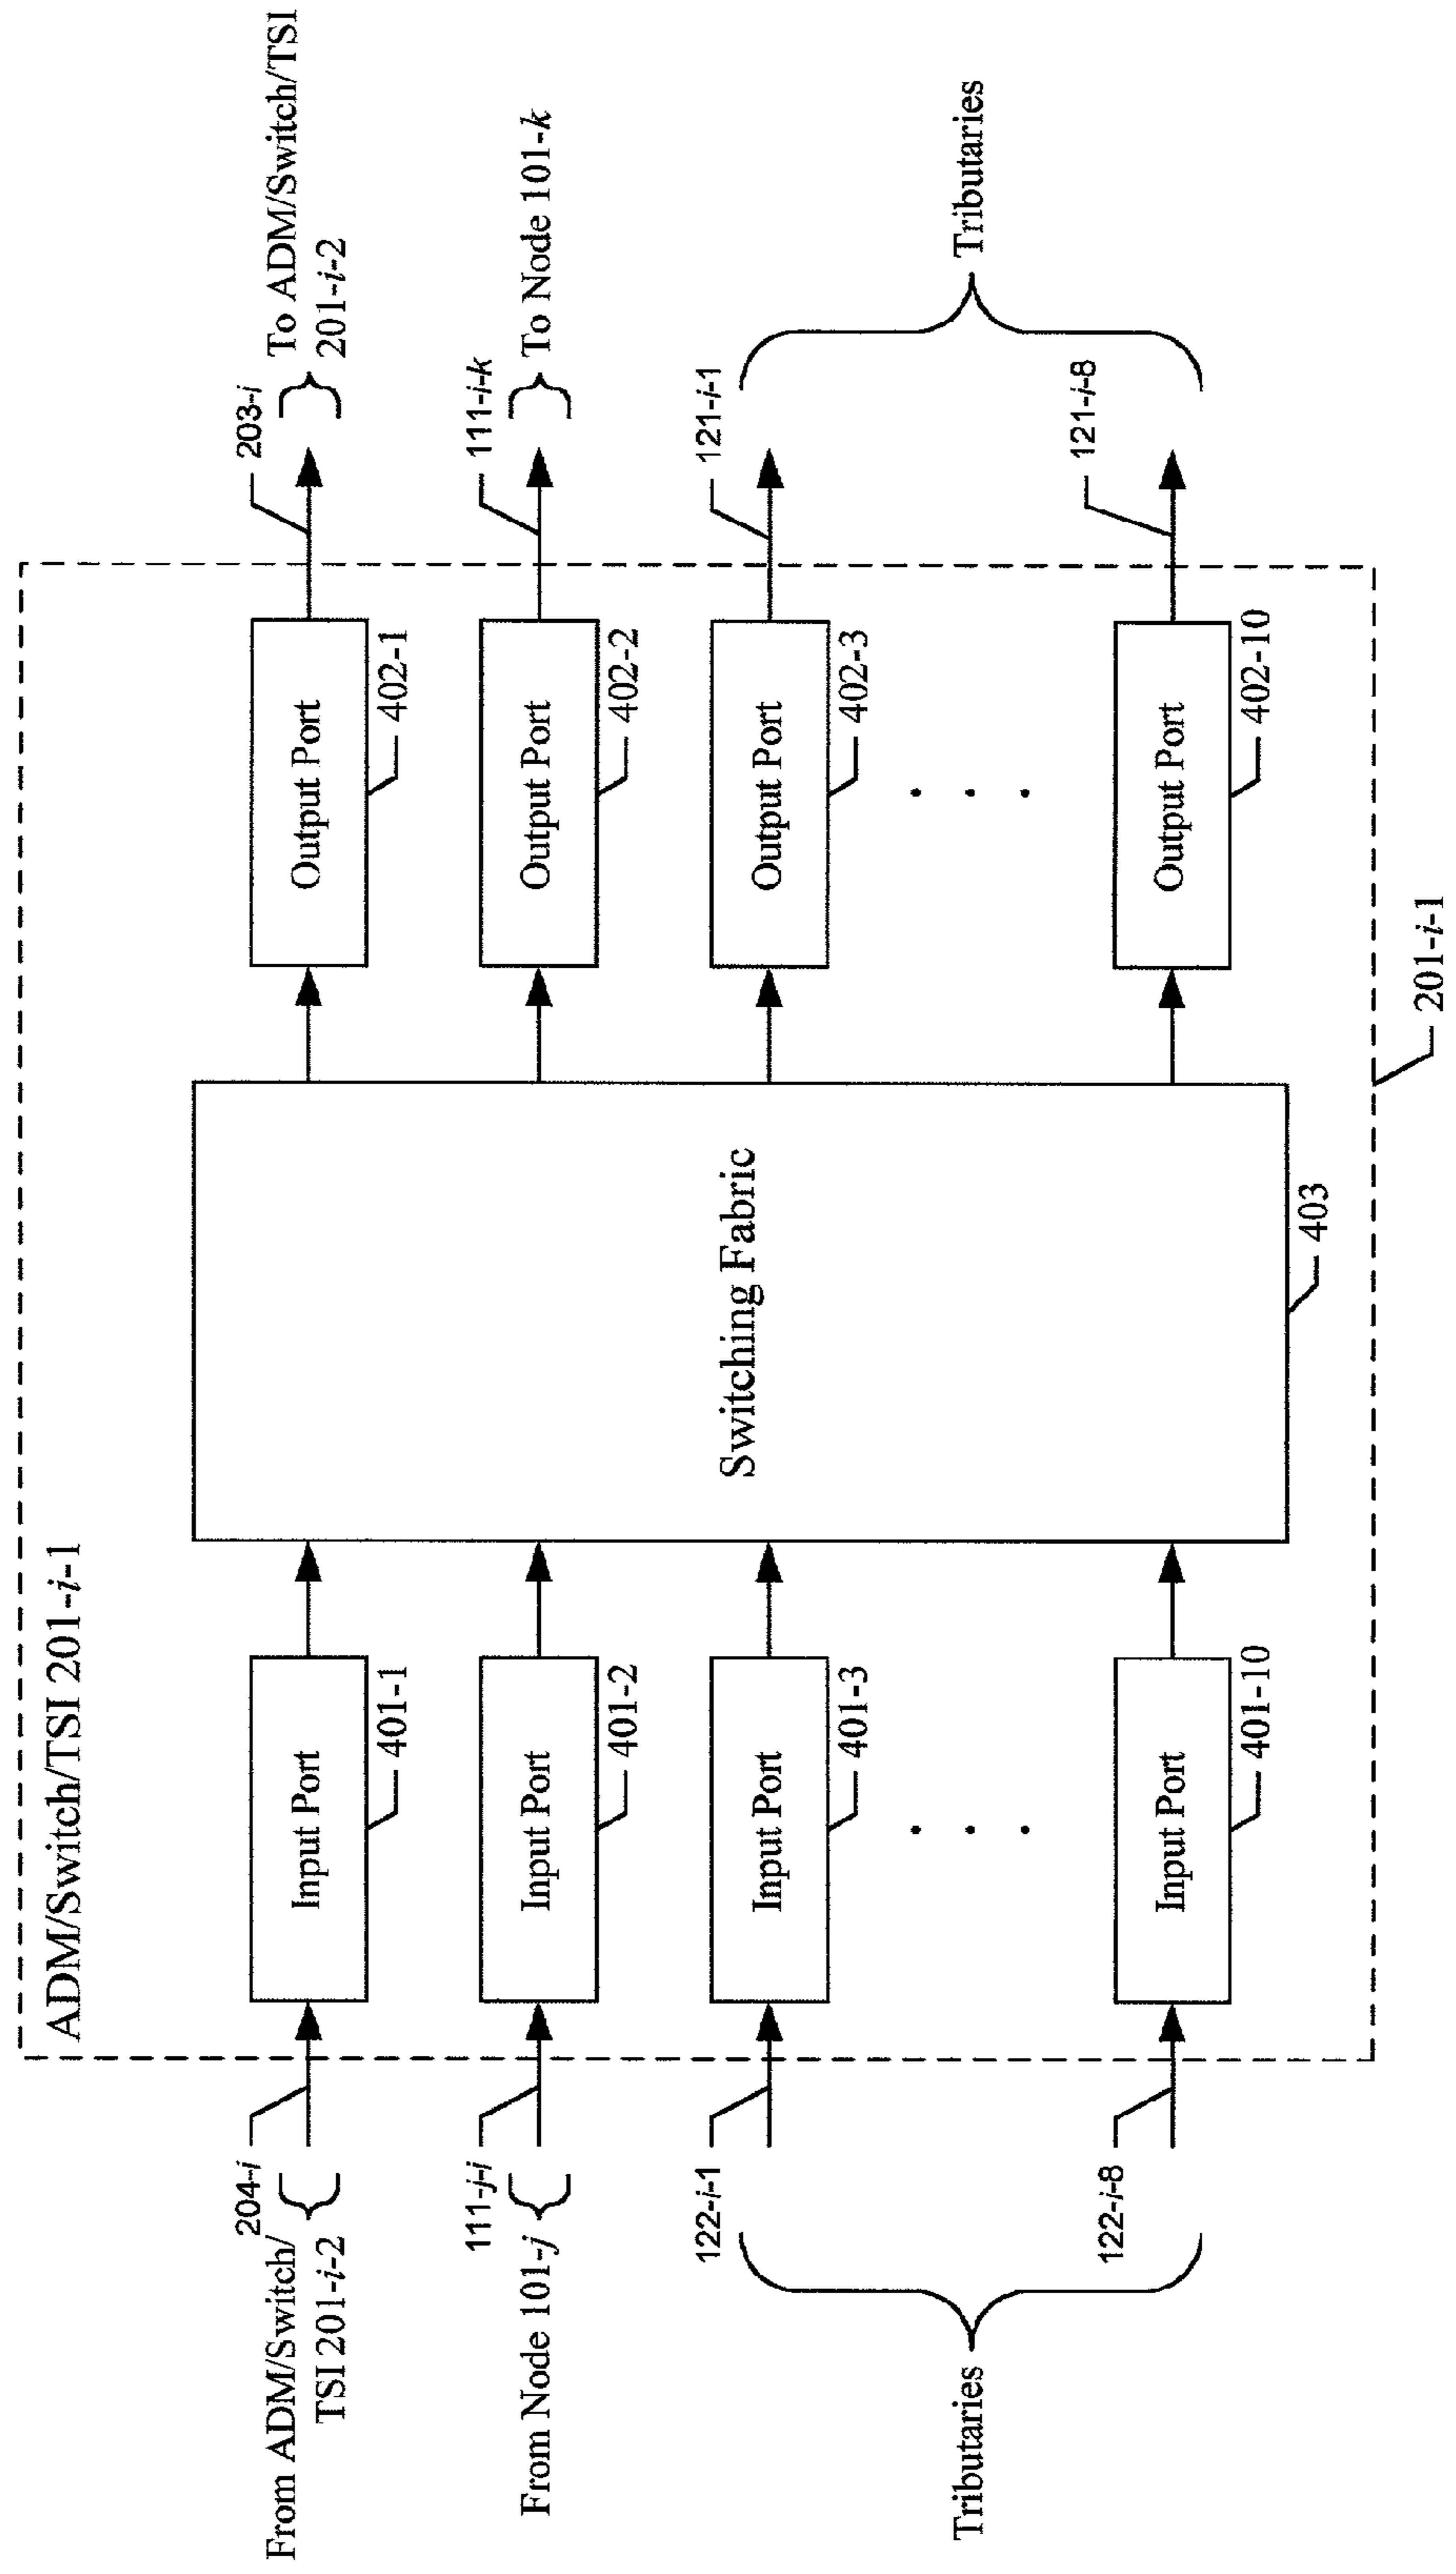 ADM/Switch/TSI 201-i-1
204-i
From ADM/Switch/
TSI 201-i-2
Input Port
401-1
Output Port
402-1
203-i
To ADM/Switch/TSI
201-i-2
111-j-i
From Node 101-j
Input Port
401-2
Output Port
402-2
111-i-k
To Node 101-k
Switching Fabric
403
122-i-1
Input Port
401-3
Output Port
402-3
121-i-1
. . .
. . .
Tributaries
Tributaries
122-i-8
Input Port
401-10
Output Port
402-10
121-i-8
201-i-1